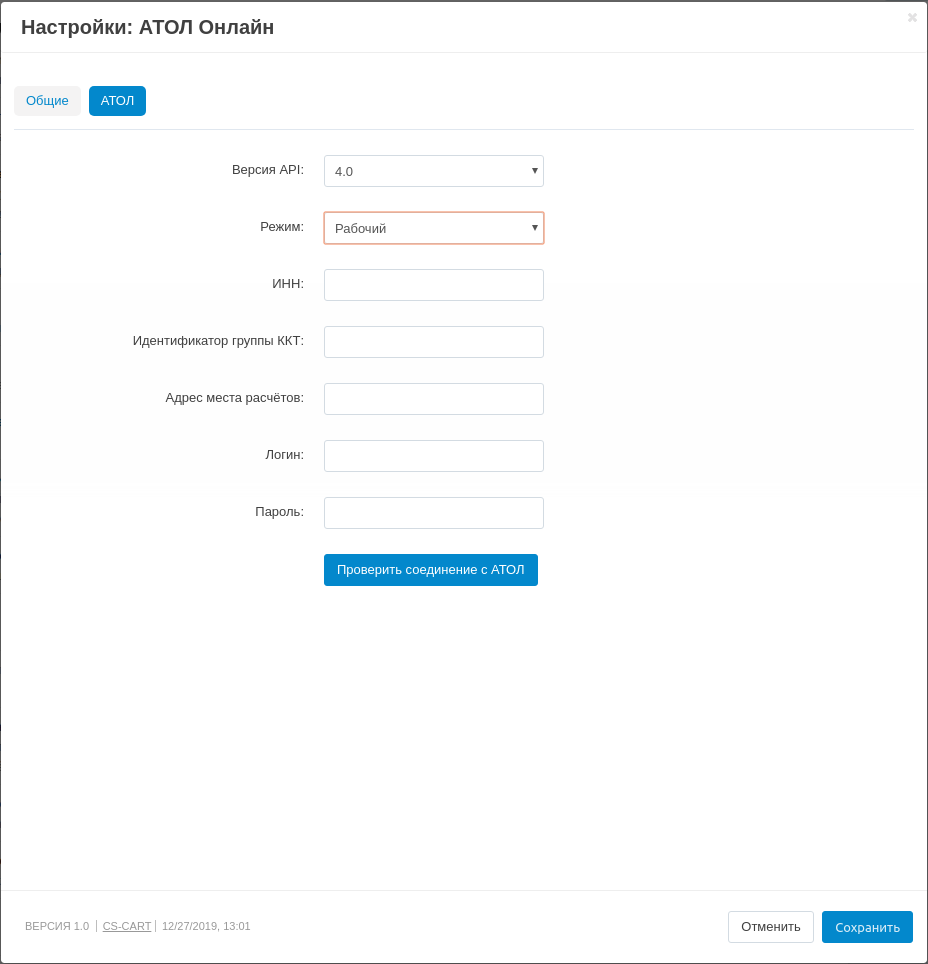 Настройки: АТОЛ Онлайн
Общие АТОЛ
Версия API: 4.0
Режим: Рабочий
ИНН:
Идентификатор группы ККТ:
Адрес места расчётов:
Логин:
Пароль:
Проверить соединение с АТОЛ
ВЕРСИЯ 1.0 | CS-CART | 12/27/2019, 13:01 Отменить Сохранить